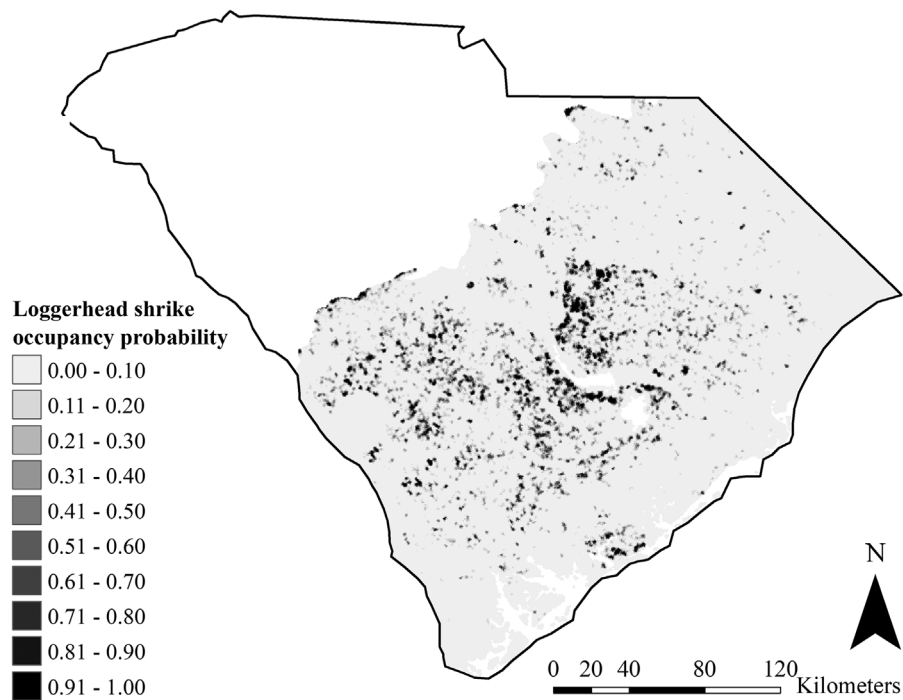 Loggerhead shrike
occupancy probability
0.00 - 0.10
0.11 - 0.20
0.21 - 0.30
0.31 - 0.40
0.41 - 0.50
0.51 - 0.60
0.61 - 0.70
0.71 - 0.80
0.81 - 0.90
0.91 - 1.00
N
0 20 40 80 120
Kilometers